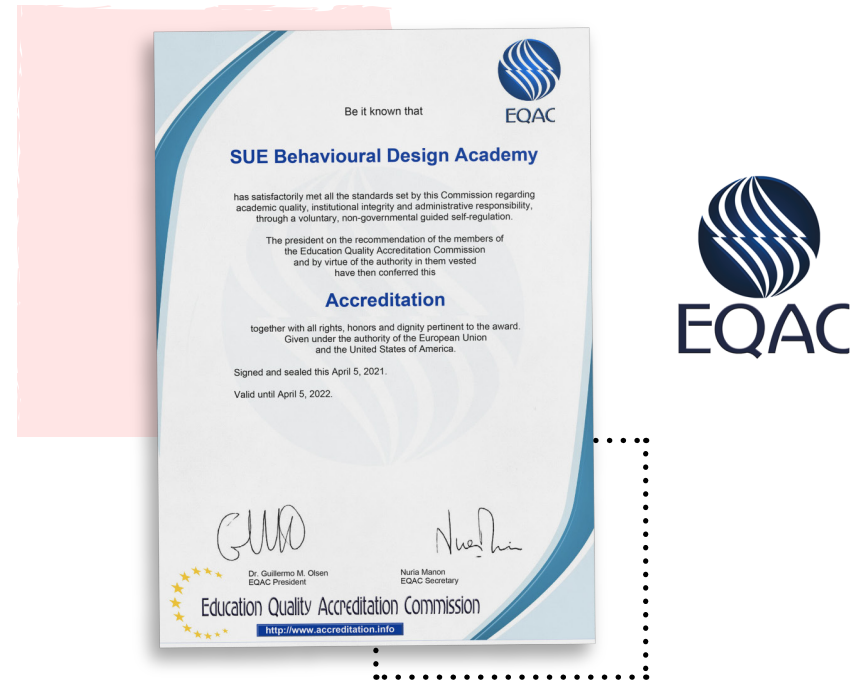 EQAC
Be it known that
SUE Behavioural Design Academy
has satisfactorily met all the standards set by this Commission regarding
academic quality, institutional integrity and administrative responsibility,
through a voluntary, non-governmental guided self-regulation.
The president on the recommendation of the members of
the Education Quality Accreditation Commission
and by virtue of the authority in them vested
have then conferred this
Accreditation
together with all rights, honors and dignity pertinent to the award.
Given under the authority of the European Union
and the United States of America.
Signed and sealed this April 5, 2021.
Valid until April 5, 2022.
Dr. Guillermo M. Olsen
EQAC President
Nuria Manon
EQAC Secretary
Education Quality Accreditation Commission
http://www.accreditation.info
EQAC